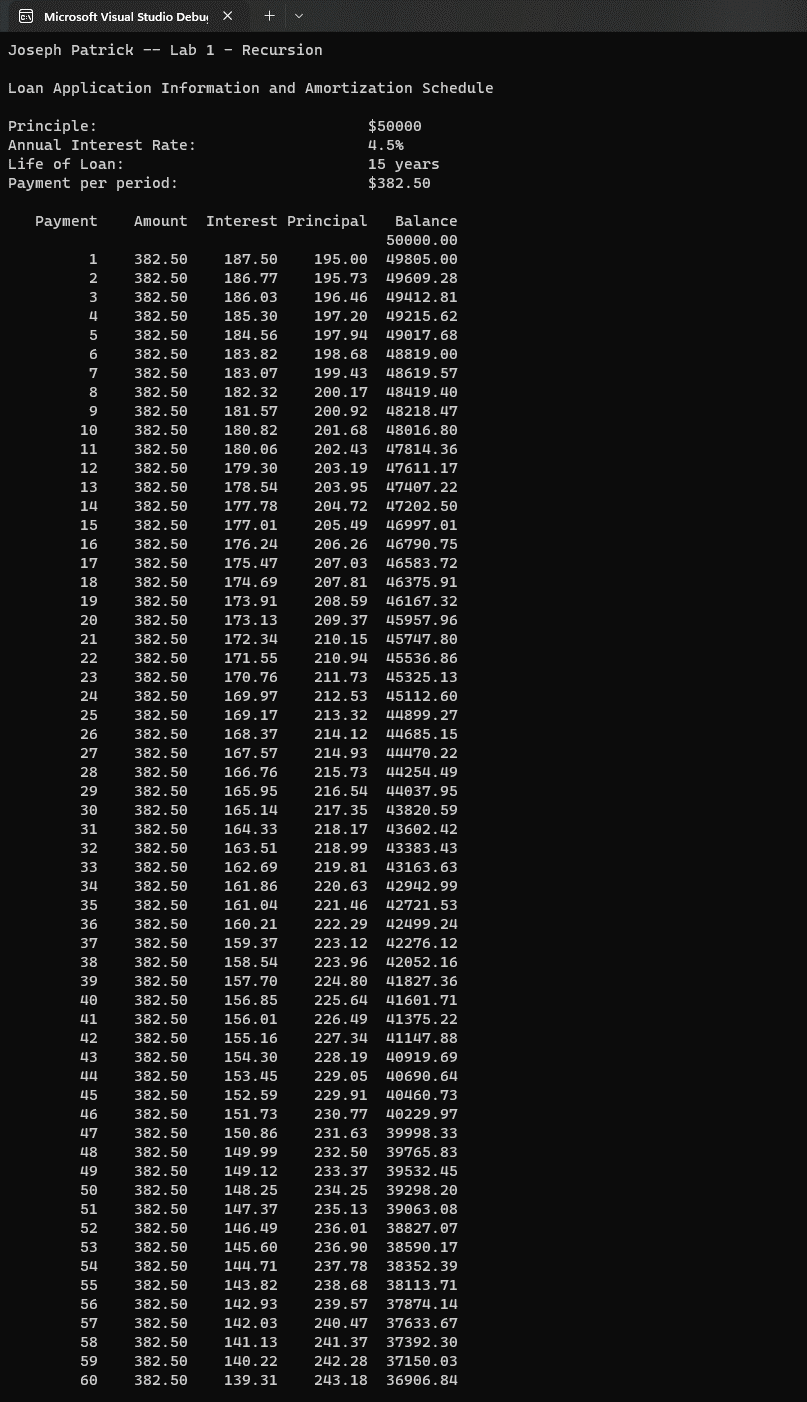 Microsoft Visual Studio Debu
Joseph Patrick -- Lab 1 - Recursion
Loan Application Information and Amortization Schedule
Principle: $50000
Annual Interest Rate: 4.5%
Life of Loan: 15 years
Payment per period: $382.50
Payment Amount Interest Principal Balance
50000.00
1 382.50 187.50 195.00 49805.00
2 382.50 186.77 195.73 49609.28
3 382.50 186.03 196.46 49412.81
4 382.50 185.30 197.20 49215.62
5 382.50 184.56 197.94 49017.68
6 382.50 183.82 198.68 48819.00
7 382.50 183.07 199.43 48619.57
8 382.50 182.32 200.17 48419.40
9 382.50 181.57 200.92 48218.47
10 382.50 180.82 201.68 48016.80
11 382.50 180.06 202.43 47814.36
12 382.50 179.30 203.19 47611.17
13 382.50 178.54 203.95 47407.22
14 382.50 177.78 204.72 47202.50
15 382.50 177.01 205.49 46997.01
16 382.50 176.24 206.26 46790.75
17 382.50 175.47 207.03 46583.72
18 382.50 174.69 207.81 46375.91
19 382.50 173.91 208.59 46167.32
20 382.50 173.13 209.37 45957.96
21 382.50 172.34 210.15 45747.80
22 382.50 171.55 210.94 45536.86
23 382.50 170.76 211.73 45325.13
24 382.50 169.97 212.53 45112.60
25 382.50 169.17 213.32 44899.27
26 382.50 168.37 214.12 44685.15
27 382.50 167.57 214.93 44470.22
28 382.50 166.76 215.73 44254.49
29 382.50 165.95 216.54 44037.95
30 382.50 165.14 217.35 43820.59
31 382.50 164.33 218.17 43602.42
32 382.50 163.51 218.99 43383.43
33 382.50 162.69 219.81 43163.63
34 382.50 161.86 220.63 42942.99
35 382.50 161.04 221.46 42721.53
36 382.50 160.21 222.29 42499.24
37 382.50 159.37 223.12 42276.12
38 382.50 158.54 223.96 42052.16
39 382.50 157.70 224.80 41827.36
40 382.50 156.85 225.64 41601.71
41 382.50 156.01 226.49 41375.22
42 382.50 155.16 227.34 41147.88
43 382.50 154.30 228.19 40919.69
44 382.50 153.45 229.05 40690.64
45 382.50 152.59 229.91 40460.73
46 382.50 151.73 230.77 40229.97
47 382.50 150.86 231.63 39998.33
48 382.50 149.99 232.50 39765.83
49 382.50 149.12 233.37 39532.45
50 382.50 148.25 234.25 39298.20
51 382.50 147.37 235.13 39063.08
52 382.50 146.49 236.01 38827.07
53 382.50 145.60 236.90 38590.17
54 382.50 144.71 237.78 38352.39
55 382.50 143.82 238.68 38113.71
56 382.50 142.93 239.57 37874.14
57 382.50 142.03 240.47 37633.67
58 382.50 141.13 241.37 37392.30
59 382.50 140.22 242.28 37150.03
60 382.50 139.31 243.18 36906.84